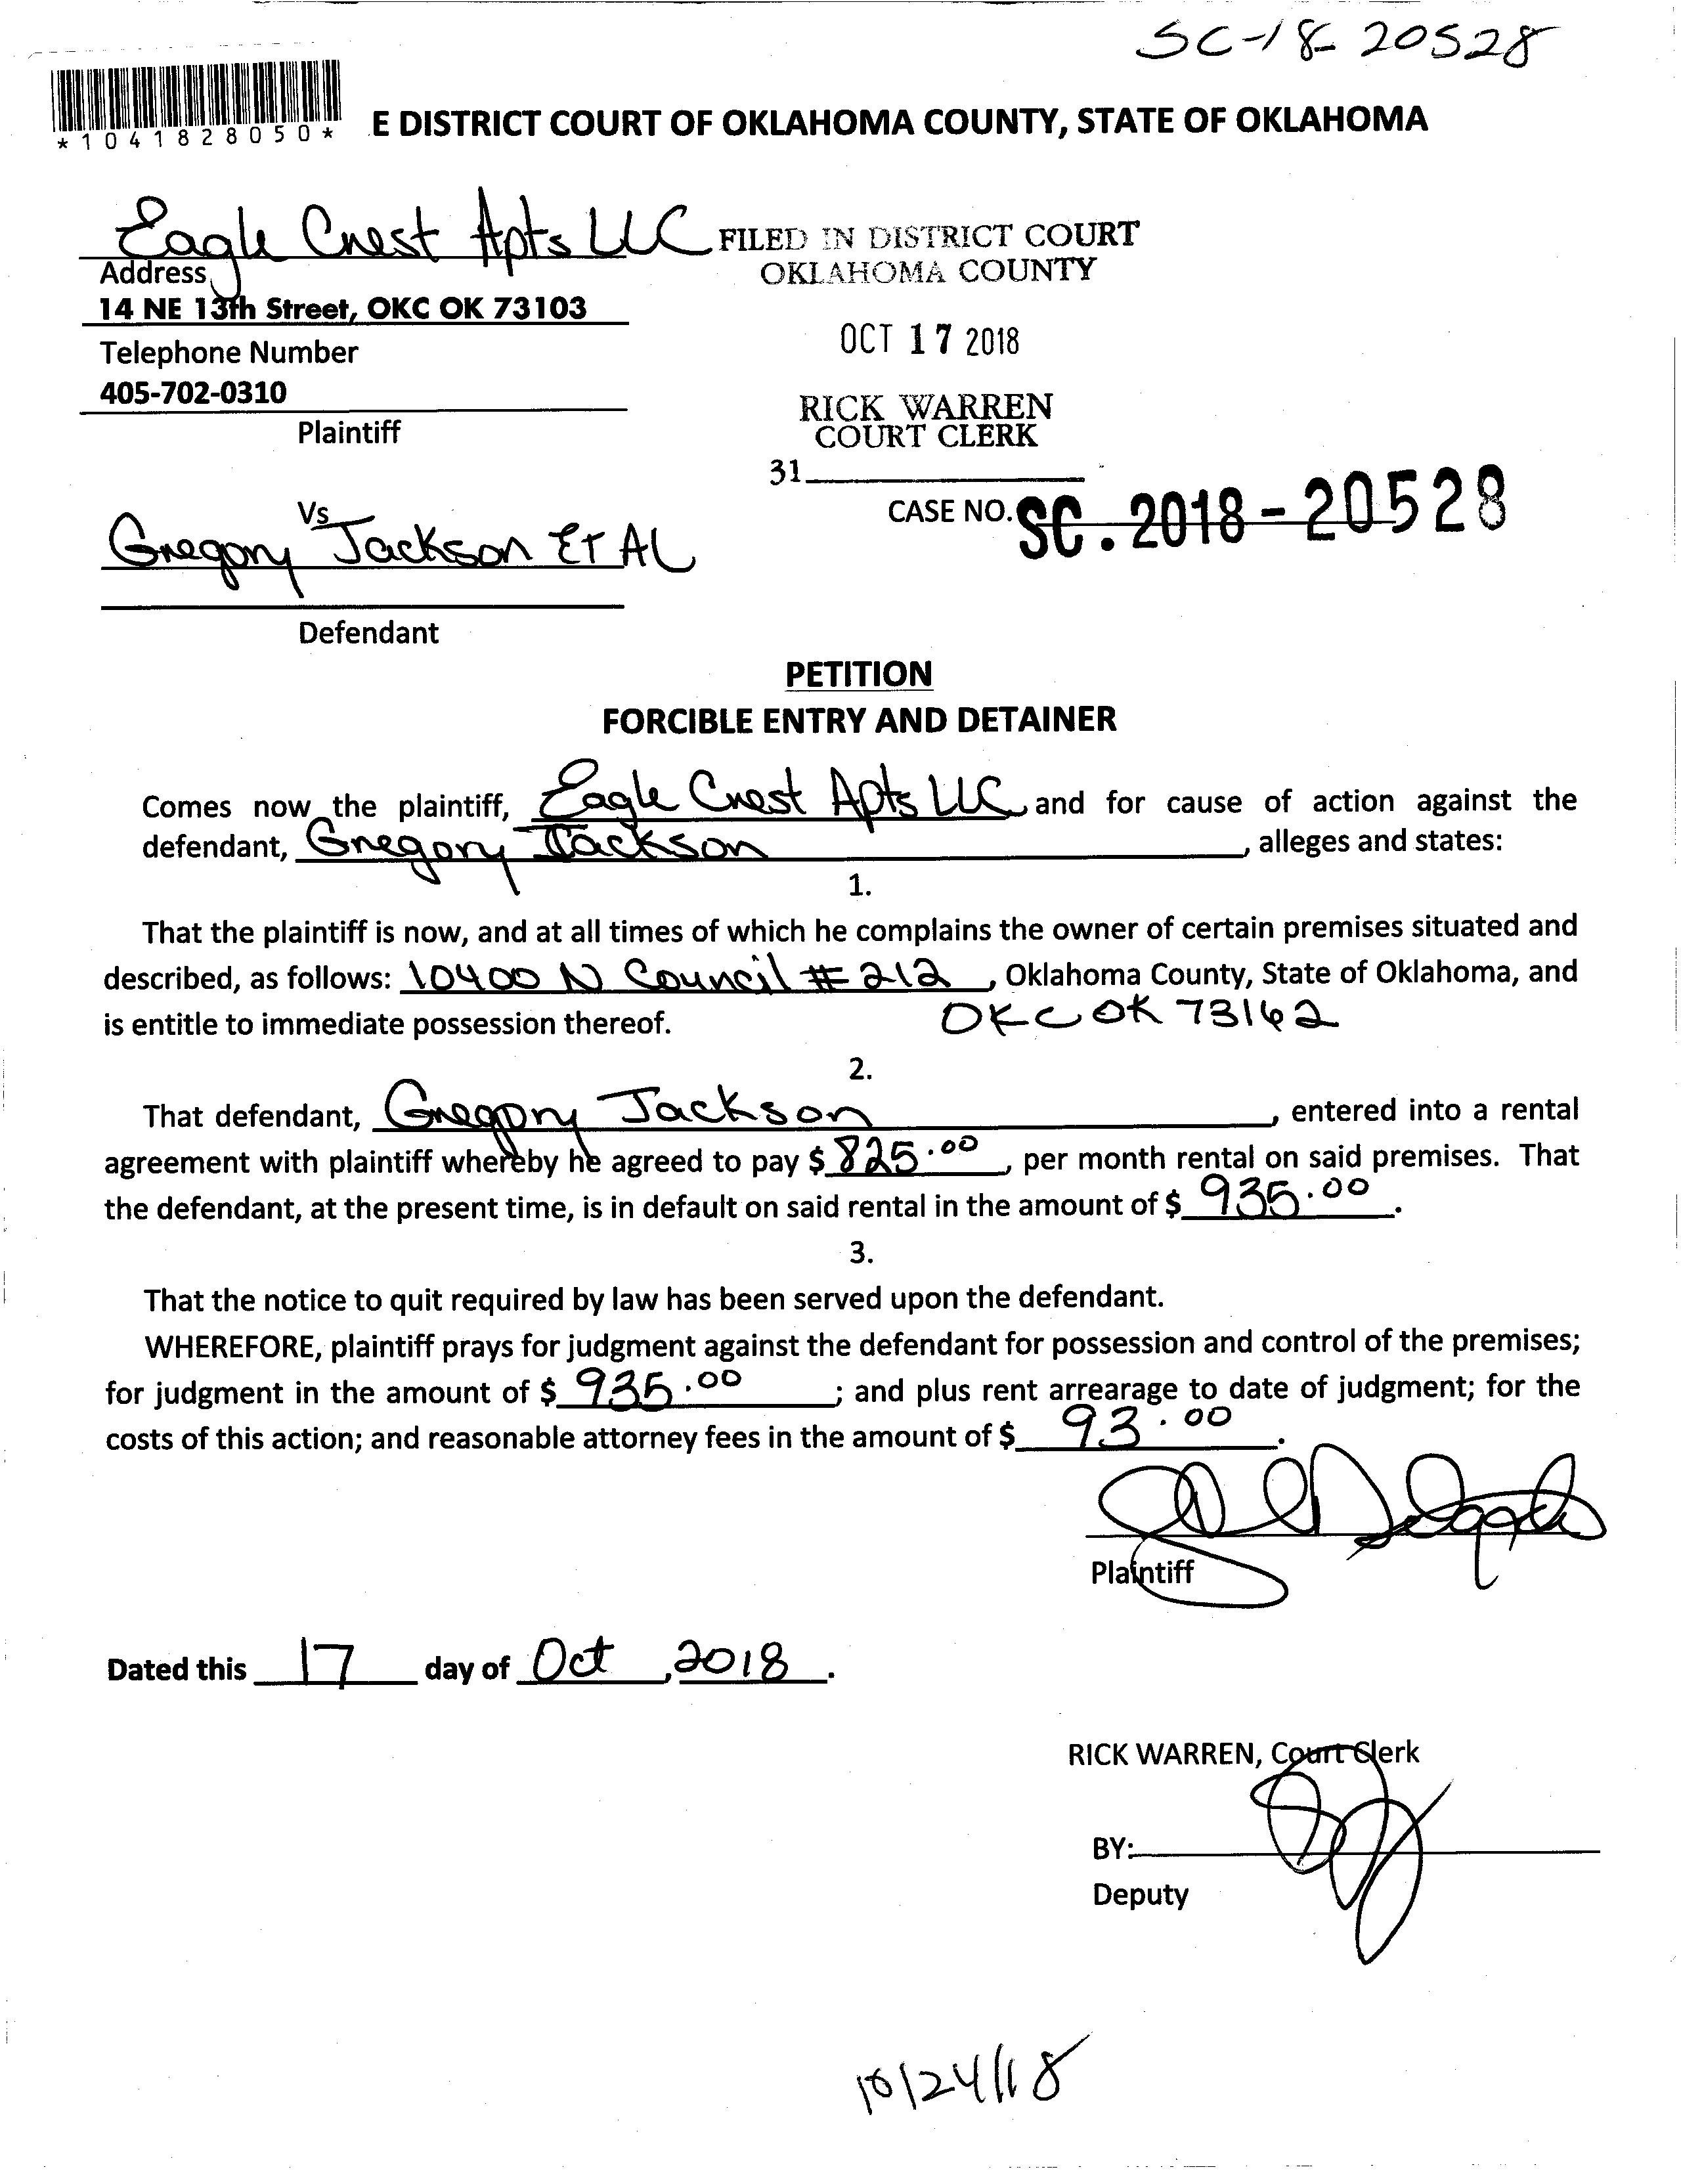 SC-18-20528
*1041828050*
E DISTRICT COURT OF OKLAHOMA COUNTY, STATE OF OKLAHOMA
Eagle Crest Apts LLC
Address
14 NE 13th Street, OKC OK 73103
Telephone Number
405-702-0310
Plaintiff
FILED IN DISTRICT COURT
OKLAHOMA COUNTY
OCT 17 2018
RICK WARREN
COURT CLERK
31
CASE NO. SC. 2018-20528
Vs
Gregory Jackson Et AL
Defendant
PETITION
FORCIBLE ENTRY AND DETAINER
Comes now the plaintiff, Eagle Crest Apts LLC and for cause of action against the
defendant, Gregory Jackson, alleges and states:
1.
That the plaintiff is now, and at all times of which he complains the owner of certain premises situated and
described, as follows: 10400 N Council # 212, Oklahoma County, State of Oklahoma, and
is entitle to immediate possession thereof. OKC OK 73162
2.
That defendant, Gregory Jackson, entered into a rental
agreement with plaintiff whereby he agreed to pay $ 825.00, per month rental on said premises. That
the defendant, at the present time, is in default on said rental in the amount of $ 935.00.
3.
That the notice to quit required by law has been served upon the defendant.
WHEREFORE, plaintiff prays for judgment against the defendant for possession and control of the premises;
for judgment in the amount of $ 935.00; and plus rent arrearage to date of judgment; for the
costs of this action; and reasonable attorney fees in the amount of $ 93.00.
Plaintiff
Dated this 17 day of Oct, 2018.
RICK WARREN, Court Clerk
BY:
Deputy
10/24/18